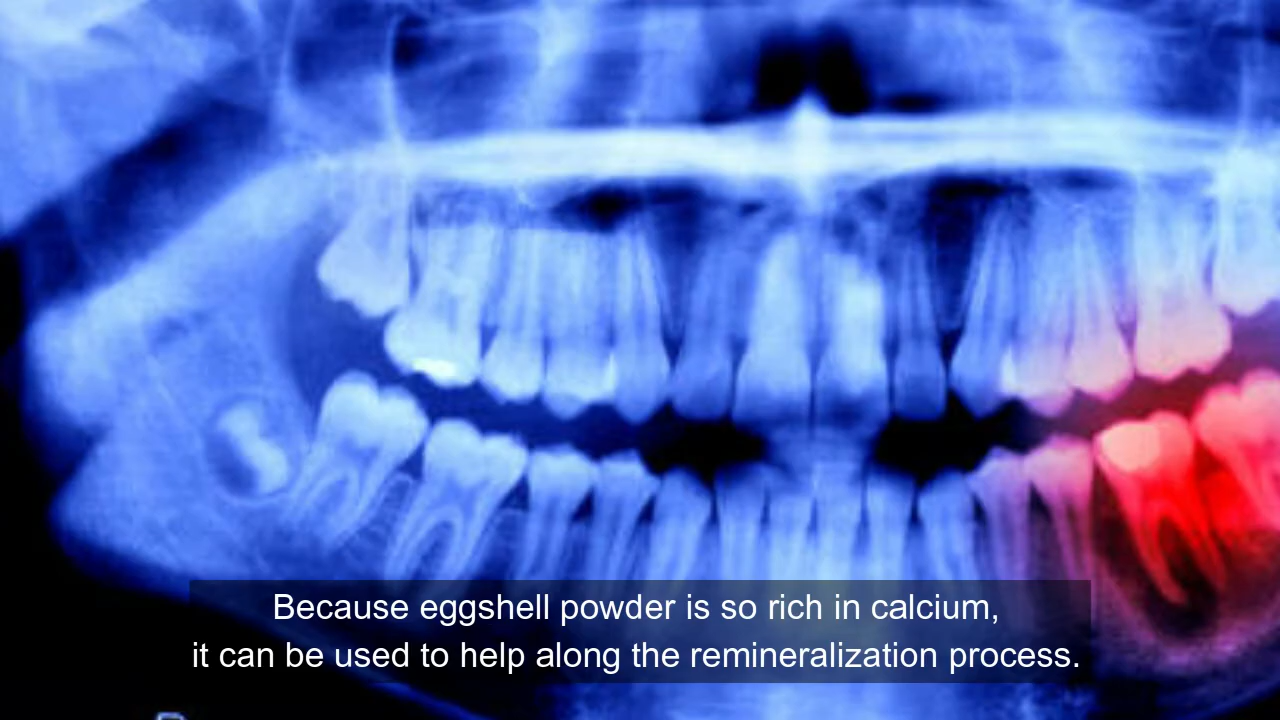 Because eggshell powder is so rich in calcium,
it can be used to help along the remineralization process.